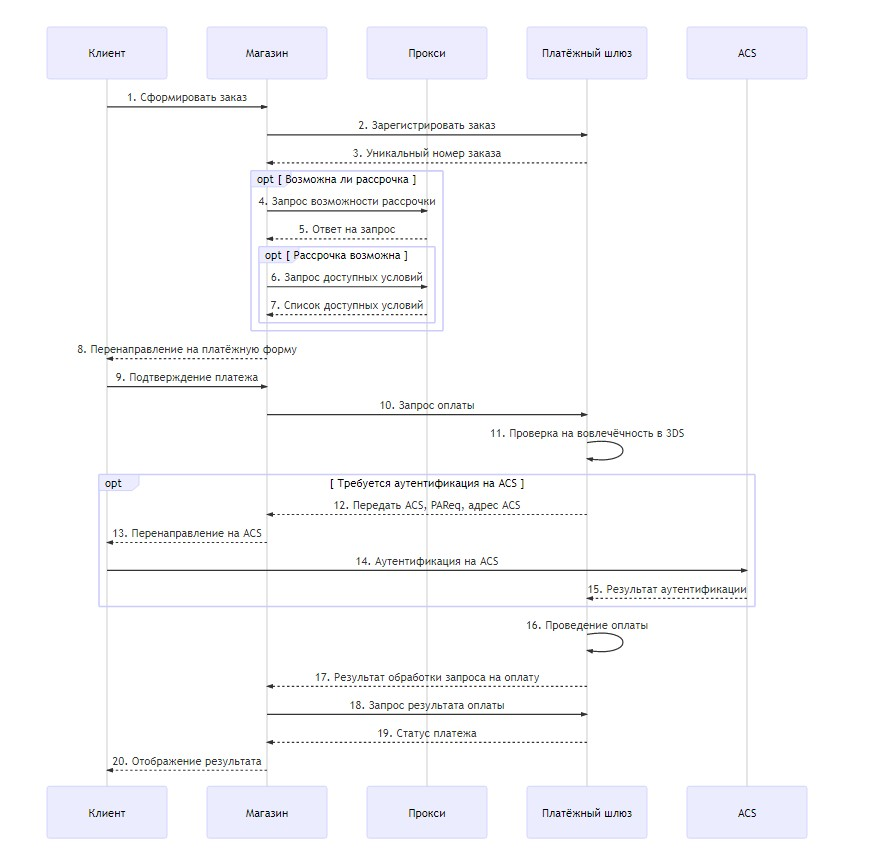 Клиент
Магазин
Прокси
Платёжный шлюз
ACS
1. Сформировать заказ
2. Зарегистрировать заказ
3. Уникальный номер заказа
opt [ Возможна ли рассрочка ]
4. Запрос возможности рассрочки
5. Ответ на запрос
opt [ Рассрочка возможна ]
6. Запрос доступных условий
7. Список доступных условий
8. Перенаправление на платёжную форму
9. Подтверждение платежа
10. Запрос оплаты
11. Проверка на вовлечённость в 3DS
opt [ Требуется аутентификация на ACS ]
12. Передать ACS, PAReq, адрес ACS
13. Перенаправление на ACS
14. Аутентификация на ACS
15. Результат аутентификации
16. Проведение оплаты
17. Результат обработки запроса на оплату
18. Запрос результата оплаты
19. Статус платежа
20. Отображение результата
Клиент
Магазин
Прокси
Платёжный шлюз
ACS